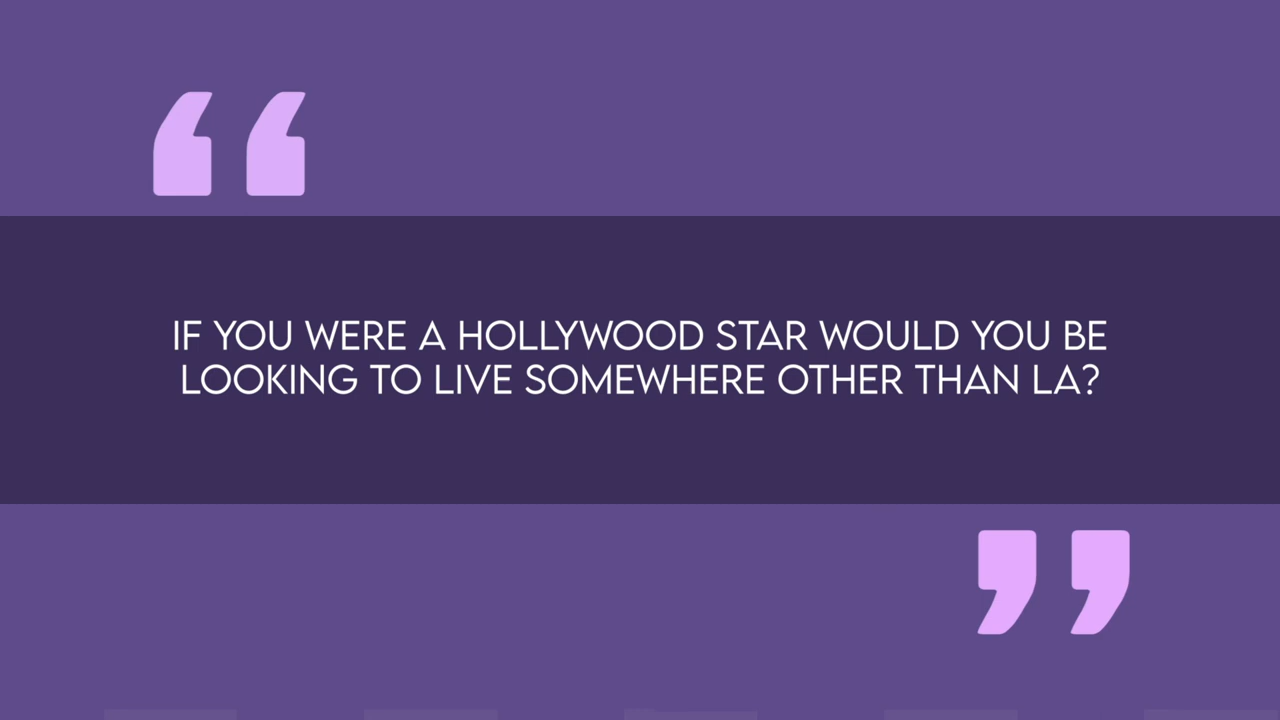 “
IF YOU WERE A HOLLYWOOD STAR WOULD YOU BE
LOOKING TO LIVE SOMEWHERE OTHER THAN LA?
”